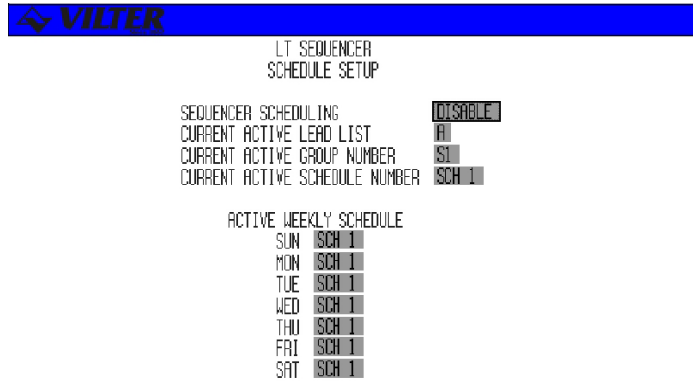 VILTER
LT SEQUENCER
SCHEDULE SETUP
SEQUENCER SCHEDULING DISABLE
CURRENT ACTIVE LEAD LIST A
CURRENT ACTIVE GROUP NUMBER S1
CURRENT ACTIVE SCHEDULE NUMBER SCH 1
ACTIVE WEEKLY SCHEDULE
SUN SCH 1
MON SCH 1
TUE SCH 1
WED SCH 1
THU SCH 1
FRI SCH 1
SAT SCH 1